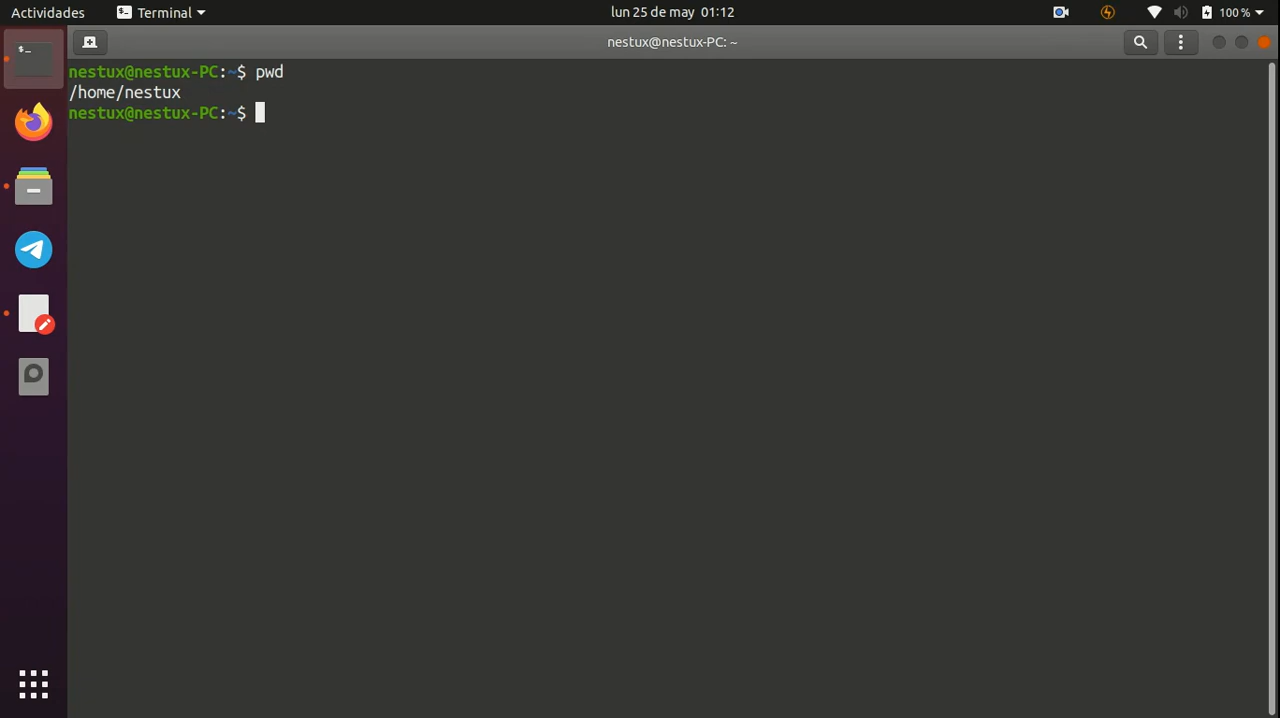 Actividades
Terminal
lun 25 de may 01:12
100 %
nestux@nestux-PC: ~
nestux@nestux-PC:~$ pwd
/home/nestux
nestux@nestux-PC:~$